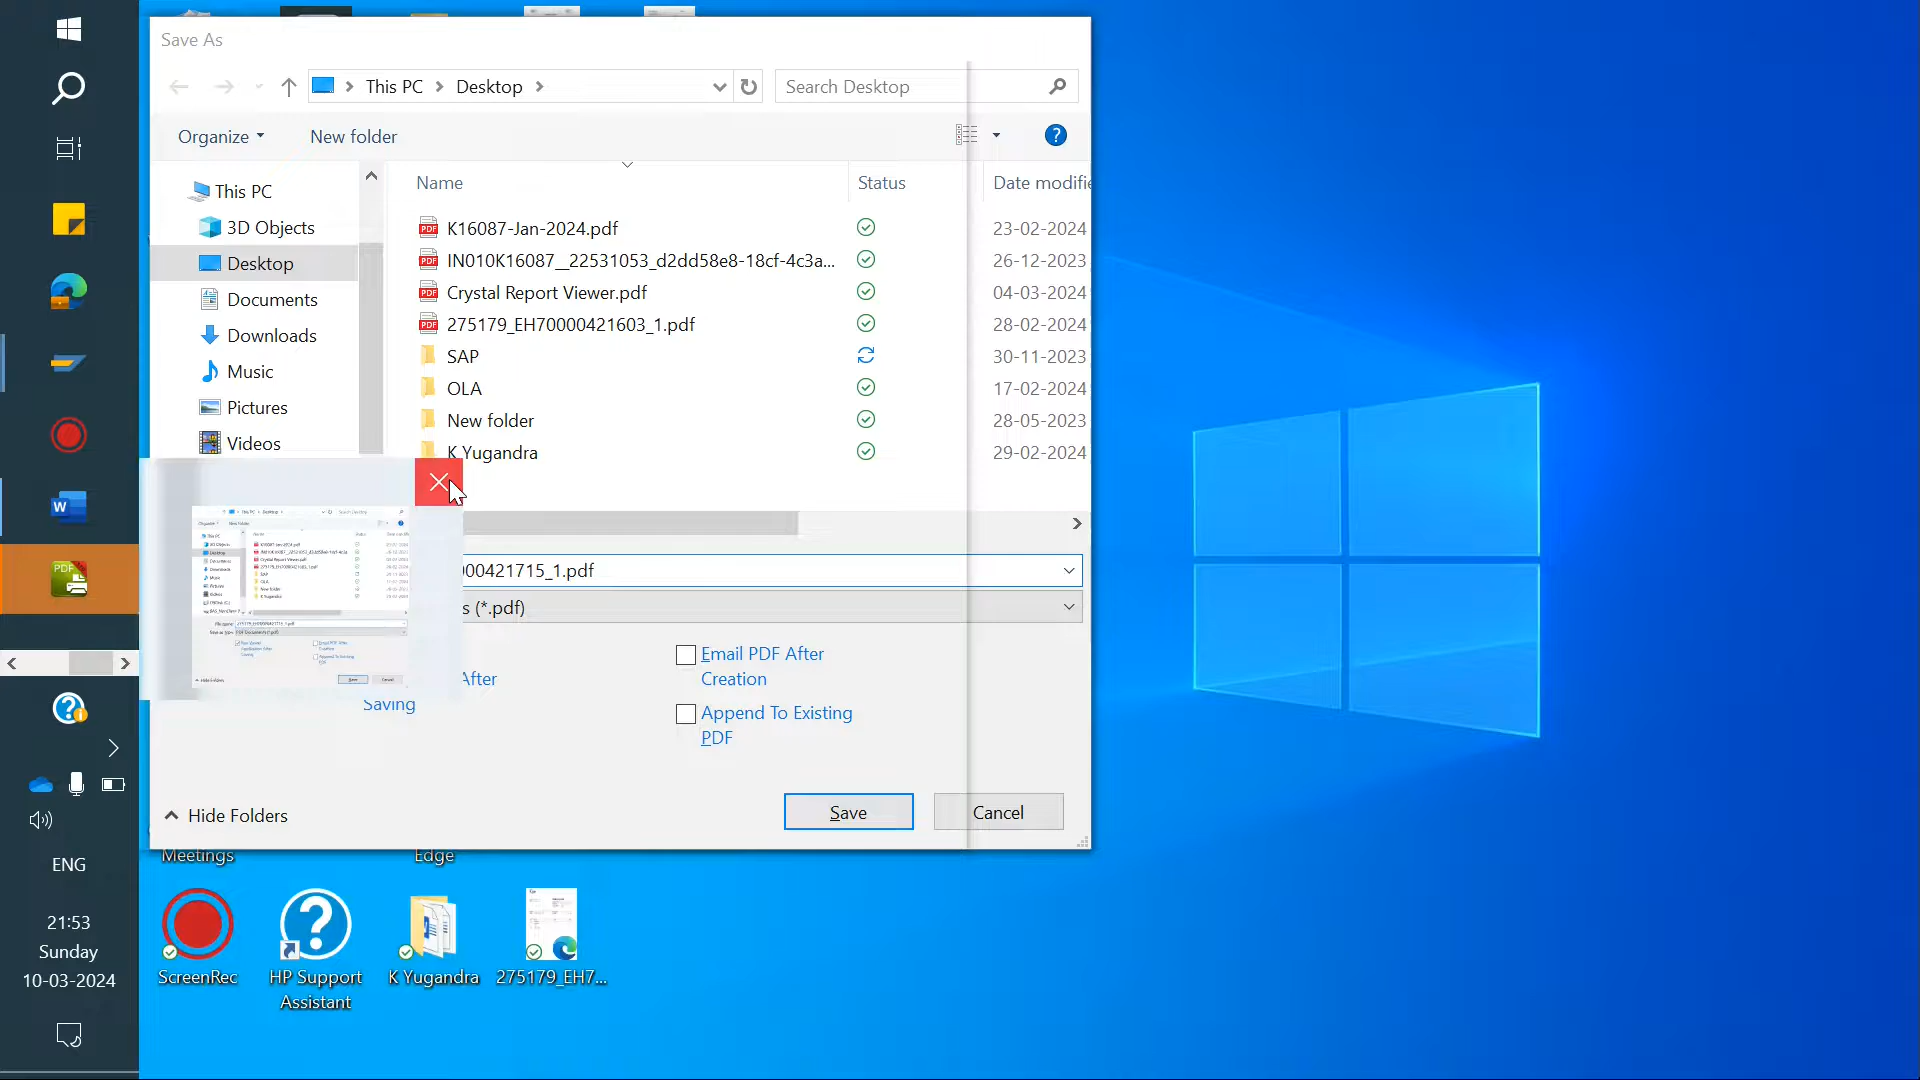 Save As
This PC Desktop
Search Desktop
Organize
New folder
This PC
3D Objects
Desktop
Documents
Downloads
Music
Pictures
Videos
Name Status Date modifie
K16087-Jan-2024.pdf 23-02-2024
IN010K16087__22531053_d2dd58e8-18cf-4c3a... 26-12-2023
Crystal Report Viewer.pdf 04-03-2024
275179_EH70000421603_1.pdf 28-02-2024
SAP 30-11-2023
OLA 17-02-2024
New folder 28-05-2023
K Yugandra 29-02-2024
000421715_1.pdf
s (*.pdf)
After
Saving
Email PDF After
Creation
Append To Existing
PDF
Hide Folders
Save
Cancel
Meetings
Edge
ScreenRec
HP Support
Assistant
K Yugandra
275179_EH7...
PDF
ENG
21:53
Sunday
10-03-2024